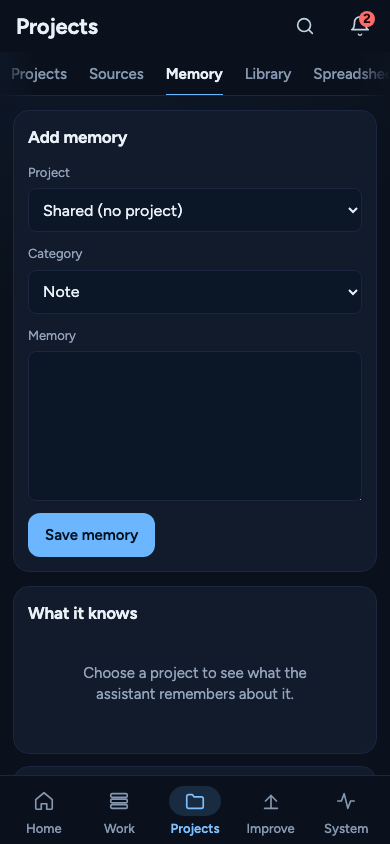 Projects
2
Projects Sources Memory Library Spreadshe
Add memory
Project
Shared (no project)
Category
Note
Memory
Save memory
What it knows
Choose a project to see what the
assistant remembers about it.
Home Work Projects Improve System